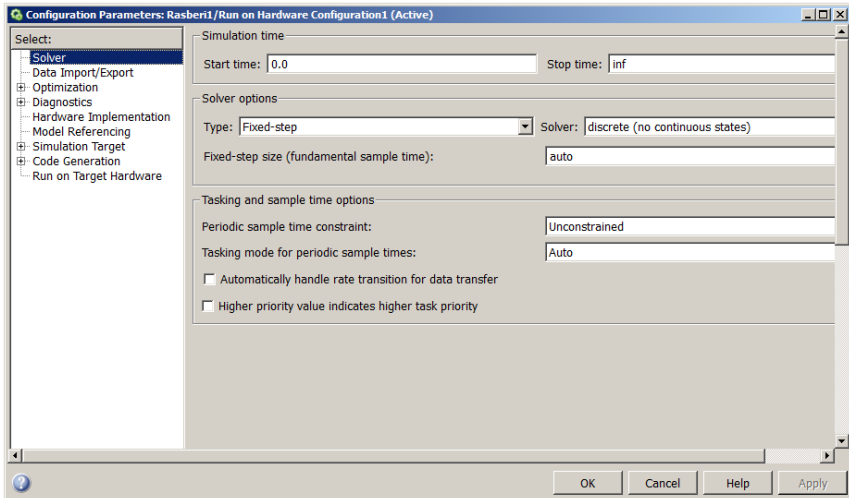 Configuration Parameters: Rasberi1/Run on Hardware Configuration1 (Active)
Select:
Solver
Data Import/Export
Optimization
Diagnostics
Hardware Implementation
Model Referencing
Simulation Target
Code Generation
Run on Target Hardware
Simulation time
Start time: 0.0 Stop time: inf
Solver options
Type: Fixed-step Solver: discrete (no continuous states)
Fixed-step size (fundamental sample time): auto
Tasking and sample time options
Periodic sample time constraint: Unconstrained
Tasking mode for periodic sample times: Auto
Automatically handle rate transition for data transfer
Higher priority value indicates higher task priority
OK Cancel Help Apply